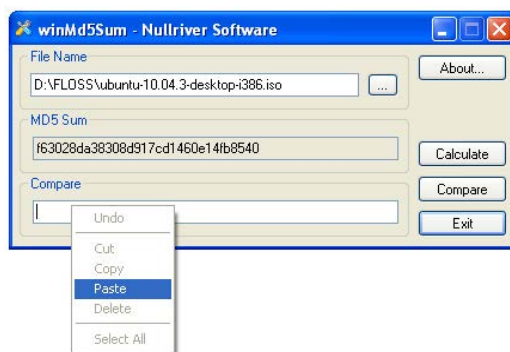 winMd5Sum - Nullriver Software
File Name
D:\FLOSS\ubuntu-10.04.3-desktop-i386.iso
...
About...
MD5 Sum
f63028da38308d917cd1460e14fb8540
Calculate
Compare
Compare
Exit
Undo
Cut
Copy
Paste
Delete
Select All